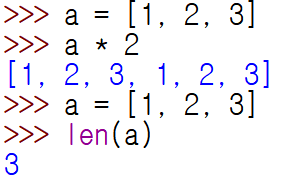 >>> a = [1, 2, 3]
>>> a * 2
[1, 2, 3, 1, 2, 3]
>>> a = [1, 2, 3]
>>> len(a)
3